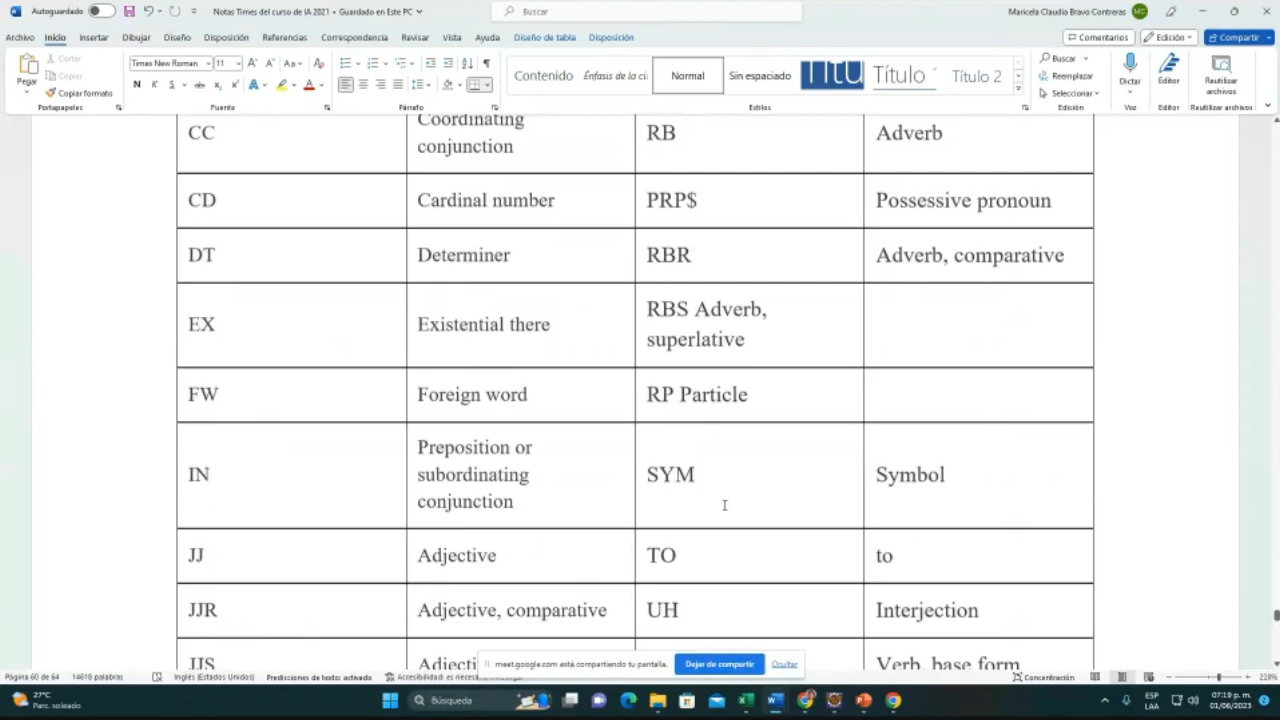 Autoguardado
Notas Times del curso de IA 2021 • Guardado en Este PC
Buscar
Maricela Claudia Bravo Contreras
MC
Archivo Inicio Insertar Dibujar Diseño Disposición Referencias Correspondencia Revisar Vista Ayuda Diseño de tabla Disposición
Comentarios Edición Compartir
Pegar
Cortar
Copiar
Copiar formato
Portapapeles
Times New Roman 11
N K S
Fuente
Párrafo
Contenido Énfasis de la ci Normal Sin espaciado Títu Título Título 2
Estilos
Buscar
Reemplazar
Seleccionar
Edición
Dictar
Voz
Editor
Editor
Reutilizar archivos
Reutilizar archivos
CC Coordinating conjunction RB Adverb
CD Cardinal number PRP$ Possessive pronoun
DT Determiner RBR Adverb, comparative
EX Existential there RBS Adverb, superlative
FW Foreign word RP Particle
IN Preposition or subordinating conjunction SYM Symbol
JJ Adjective TO to
JJR Adjective, comparative UH Interjection
JJS Adjecti Verb, base form
meet.google.com está compartiendo tu pantalla. Dejar de compartir Ocultar
Página 60 de 64 14618 palabras Inglés (Estados Unidos) Predicciones de texto: activado Concentración 228%
27°C
Parc. soleado
Búsqueda
ESP
LAA
07:19 p. m.
01/06/2023